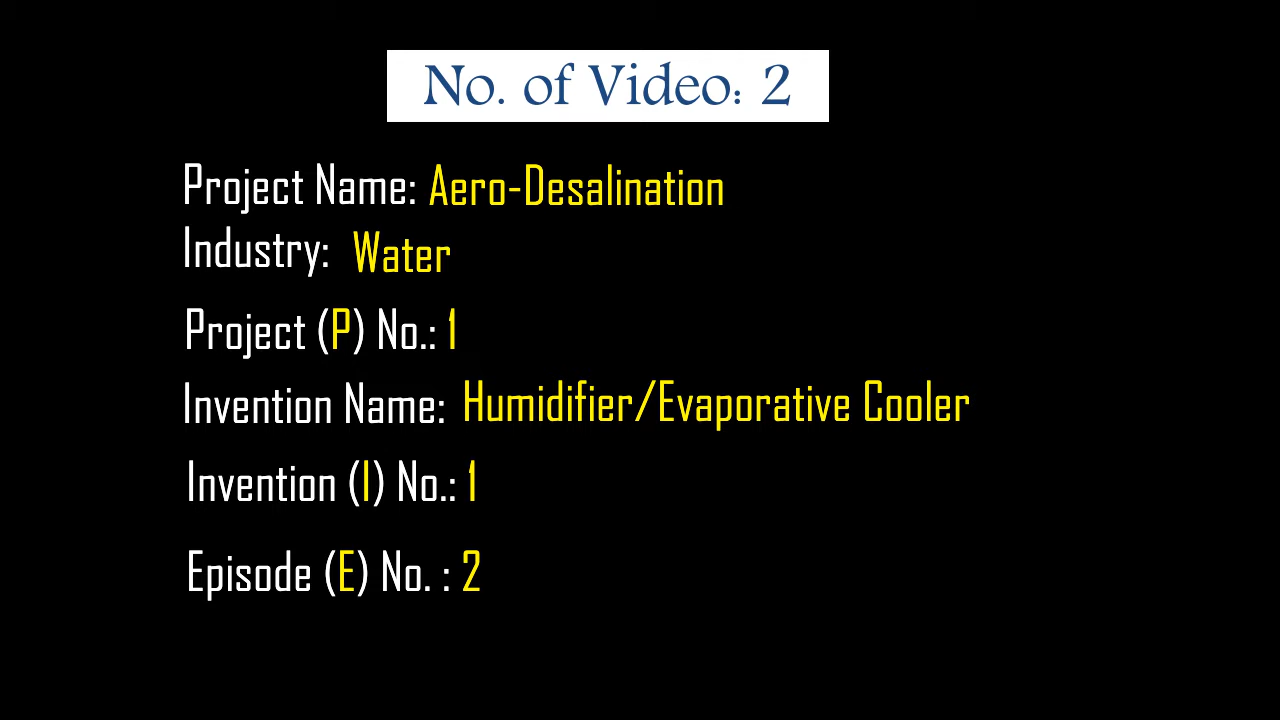 No. of Video: 2
Project Name: Aero-Desalination
Industry: Water
Project (P) No.: 1
Invention Name: Humidifier/Evaporative Cooler
Invention (I) No.: 1
Episode (E) No. : 2